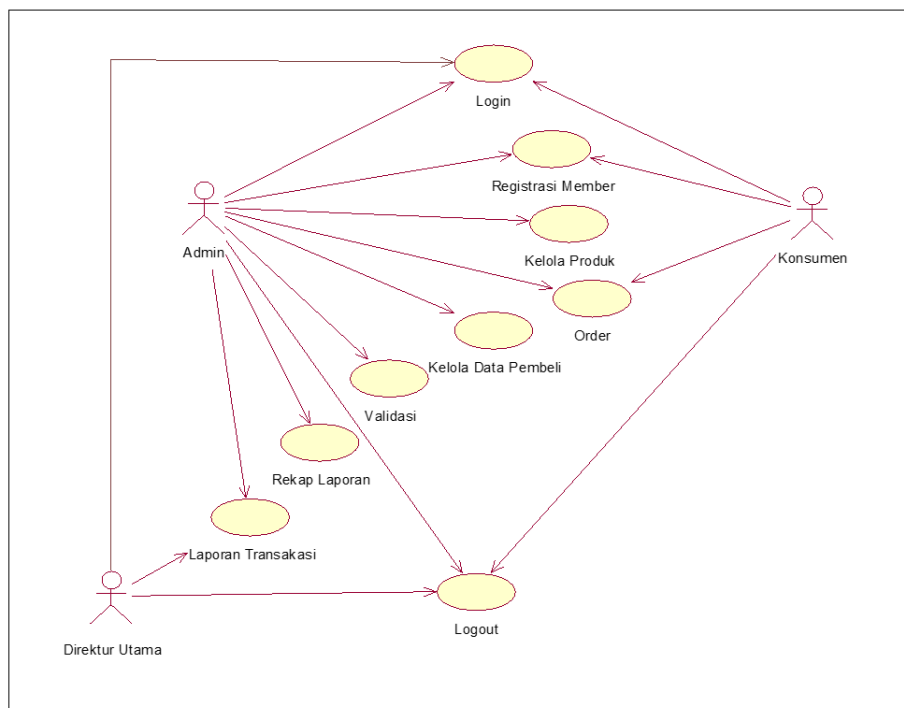 Login
Registrasi Member
Admin
Kelola Produk
Konsumen
Order
Kelola Data Pembeli
Validasi
Rekap Laporan
Laporan Transakasi
Logout
Direktur Utama